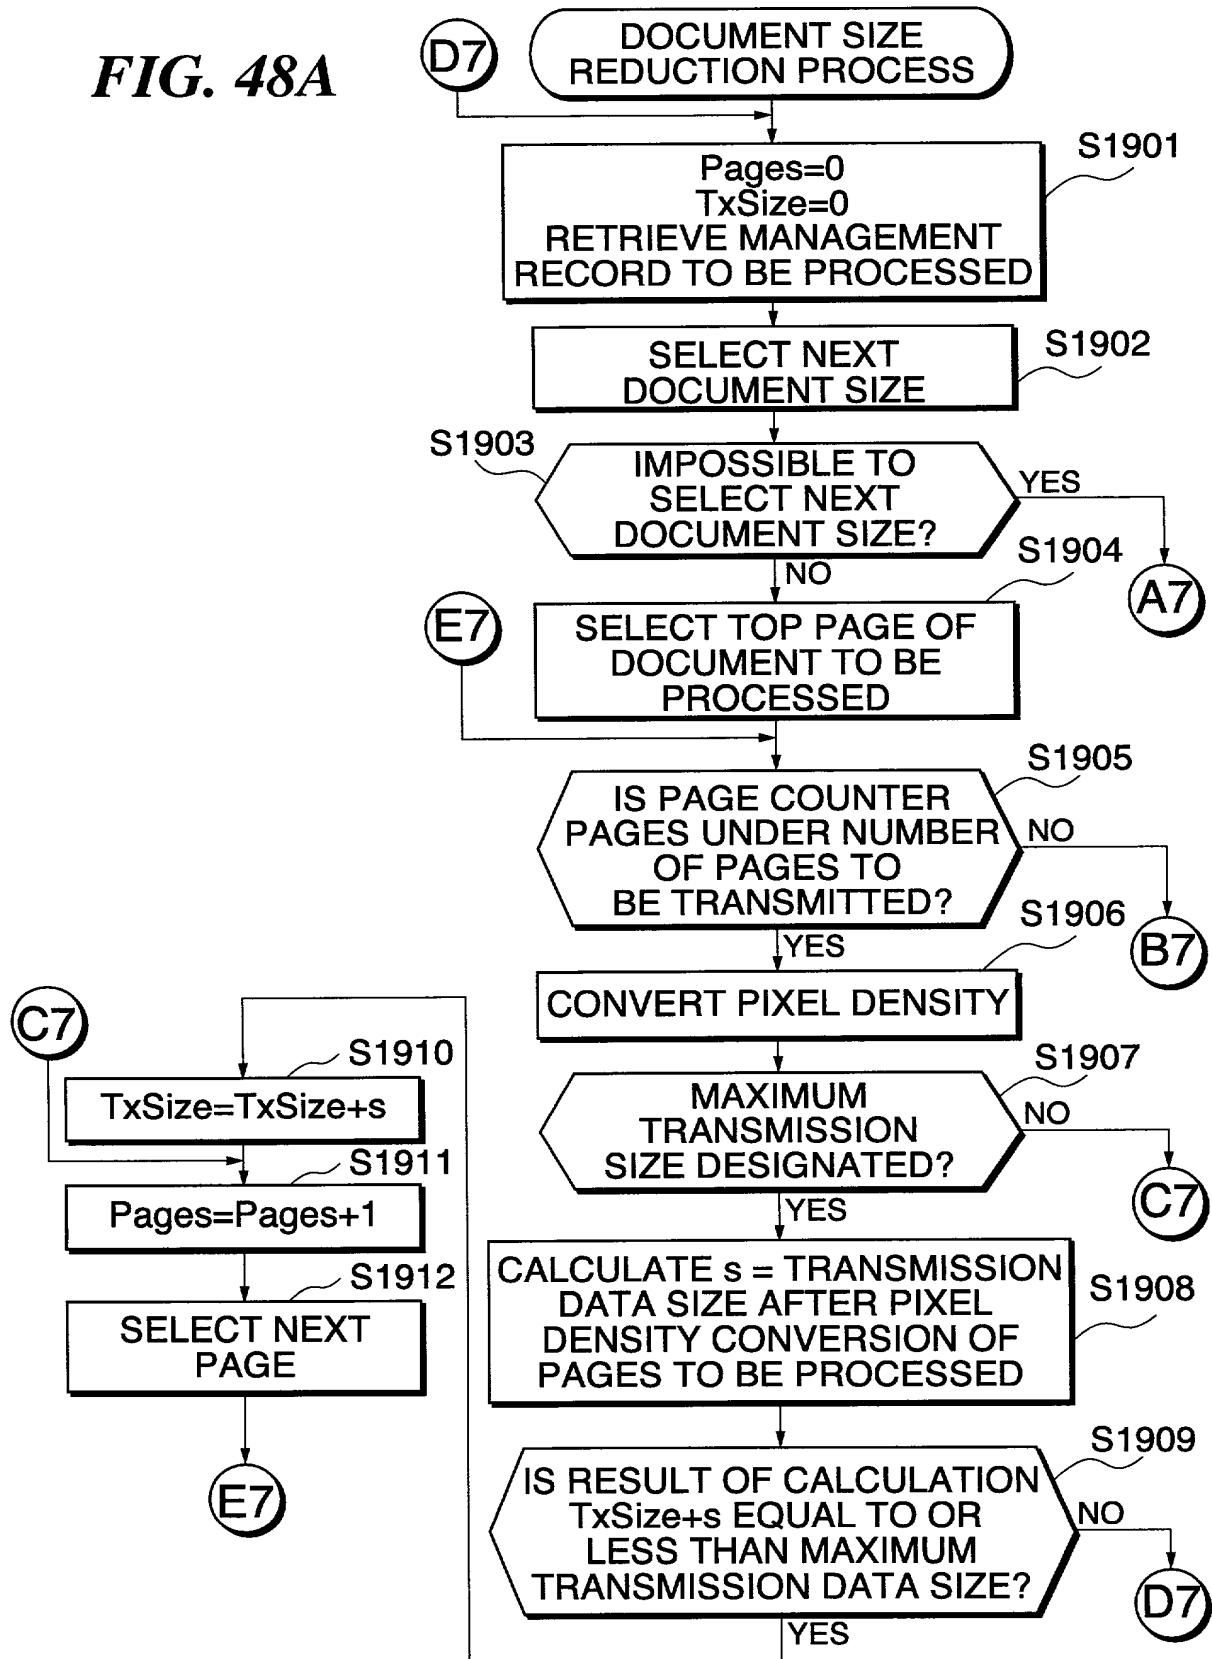 FIG. 48A
D7
DOCUMENT SIZE
REDUCTION PROCESS
S1901
Pages=0
TxSize=0
RETRIEVE MANAGEMENT
RECORD TO BE PROCESSED
S1902
SELECT NEXT
DOCUMENT SIZE
S1903
IMPOSSIBLE TO
SELECT NEXT
DOCUMENT SIZE?
YES
A7
NO
S1904
E7
SELECT TOP PAGE OF
DOCUMENT TO BE
PROCESSED
S1905
IS PAGE COUNTER
PAGES UNDER NUMBER
OF PAGES TO
BE TRANSMITTED?
NO
B7
YES
S1906
CONVERT PIXEL DENSITY
S1907
MAXIMUM
TRANSMISSION
SIZE DESIGNATED?
NO
C7
YES
S1908
CALCULATE s = TRANSMISSION
DATA SIZE AFTER PIXEL
DENSITY CONVERSION OF
PAGES TO BE PROCESSED
S1909
IS RESULT OF CALCULATION
TxSize+s EQUAL TO OR
LESS THAN MAXIMUM
TRANSMISSION DATA SIZE?
NO
D7
YES
C7
S1910
TxSize=TxSize+s
S1911
Pages=Pages+1
S1912
SELECT NEXT
PAGE
E7